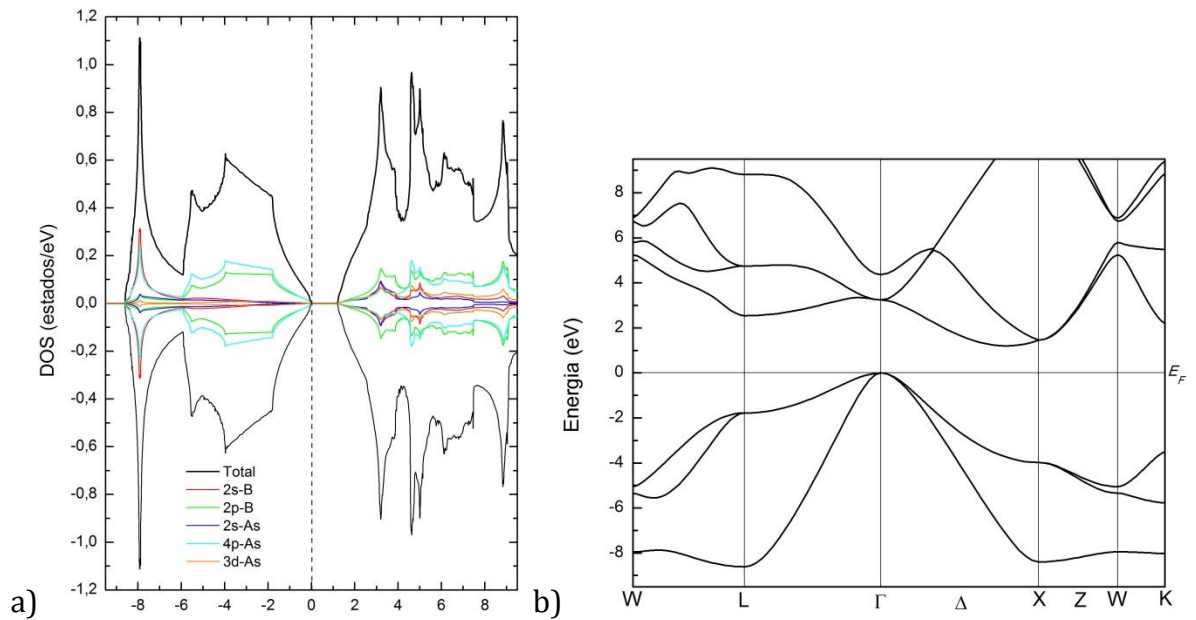 1,2
1,0
0,8
0,6
0,4
0,2
0,0
-0,2
-0,4
-0,6
-0,8
-1,0
-1,2
DOS (estados/eV)
Total
2s-B
2p-B
2s-As
4p-As
3d-As
-8 -6 -4 -2 0 2 4 6 8
a)
8
6
4
2
0
-2
-4
-6
-8
Energia (eV)
E_F
W L Γ Δ X Z W K
b)